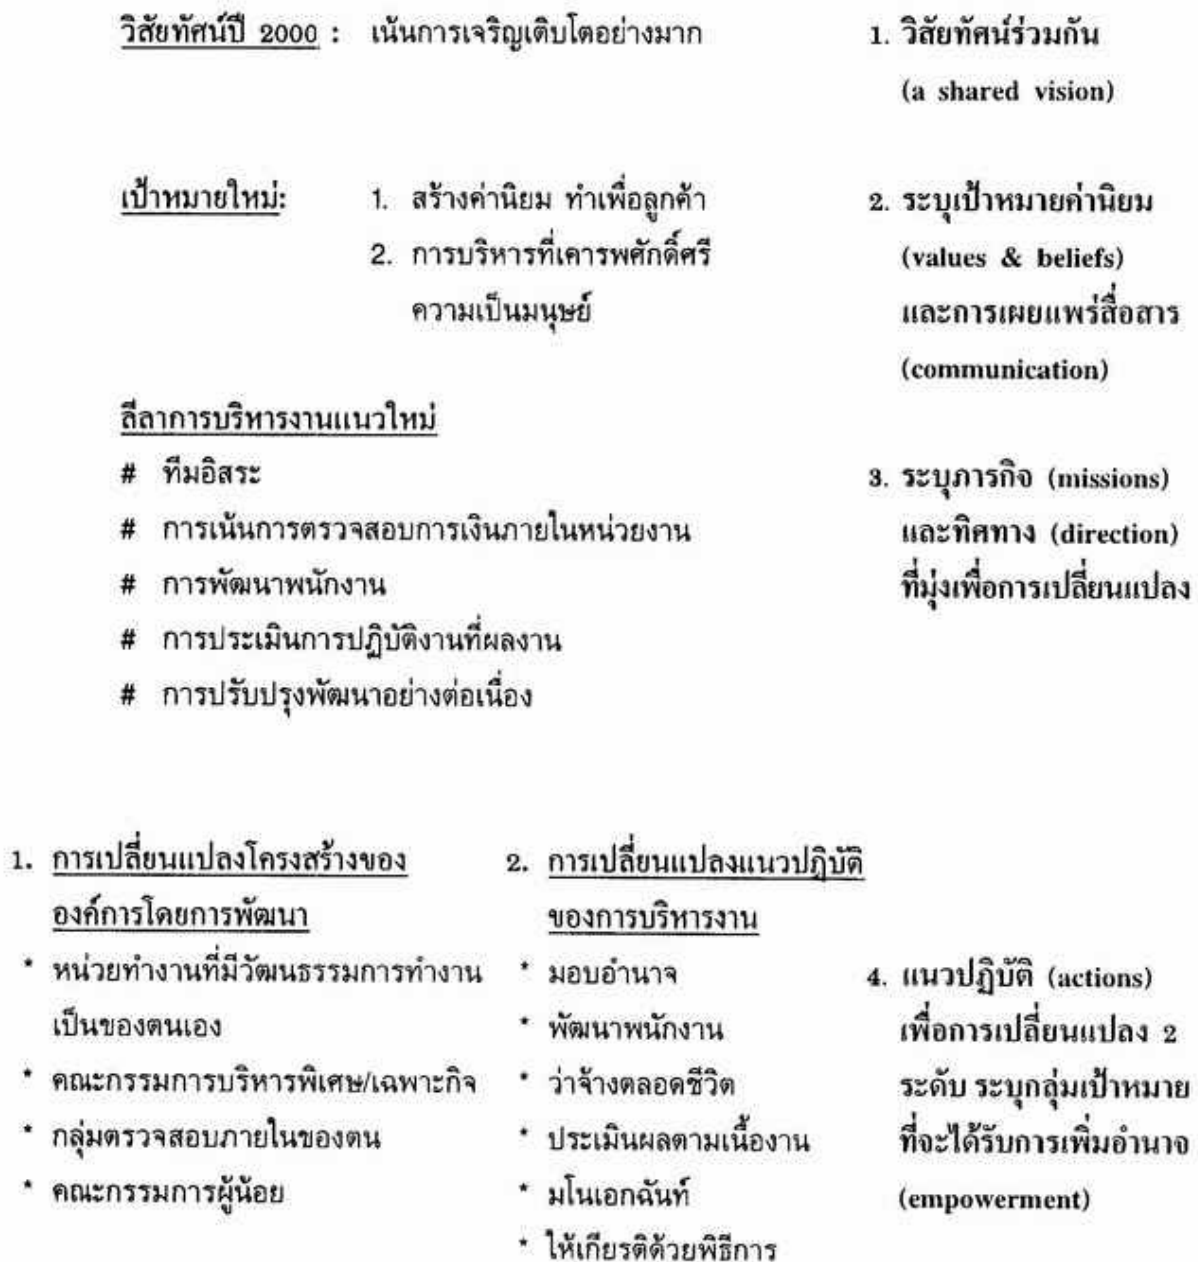 วิสัยทัศน์ปี 2000 : เน้นการเจริญเติบโตอย่างมาก
1. วิสัยทัศน์ร่วมกัน
(a shared vision)
เป้าหมายใหม่:
1. สร้างค่านิยม ทำเพื่อลูกค้า
2. การบริหารที่เคารพศักดิ์ศรี
ความเป็นมนุษย์
2. ระบุเป้าหมายค่านิยม
(values & beliefs)
และการเผยแพร่สื่อสาร
(communication)
ลีลาการบริหารงานแนวใหม่
# ทีมอิสระ
# การเน้นการตรวจสอบการเงินภายในหน่วยงาน
# การพัฒนาพนักงาน
# การประเมินการปฏิบัติงานที่ผลงาน
# การปรับปรุงพัฒนาอย่างต่อเนื่อง
3. ระบุภารกิจ (missions)
และทิศทาง (direction)
ที่มุ่งเพื่อการเปลี่ยนแปลง
1. การเปลี่ยนแปลงโครงสร้างของ
องค์การโดยการพัฒนา
* หน่วยทำงานที่มีวัฒนธรรมการทำงาน
เป็นของตนเอง
* คณะกรรมการบริหารพิเศษ/เฉพาะกิจ
* กลุ่มตรวจสอบภายในของตน
* คณะกรรมการผู้น้อย
2. การเปลี่ยนแปลงแนวปฏิบัติ
ของการบริหารงาน
* มอบอำนาจ
* พัฒนาพนักงาน
* ว่าจ้างตลอดชีวิต
* ประเมินผลตามเนื้องาน
* มโนเอกฉันท์
* ให้เกียรติด้วยพิธีการ
4. แนวปฏิบัติ (actions)
เพื่อการเปลี่ยนแปลง 2
ระดับ ระบุกลุ่มเป้าหมาย
ที่จะได้รับการเพิ่มอำนาจ
(empowerment)